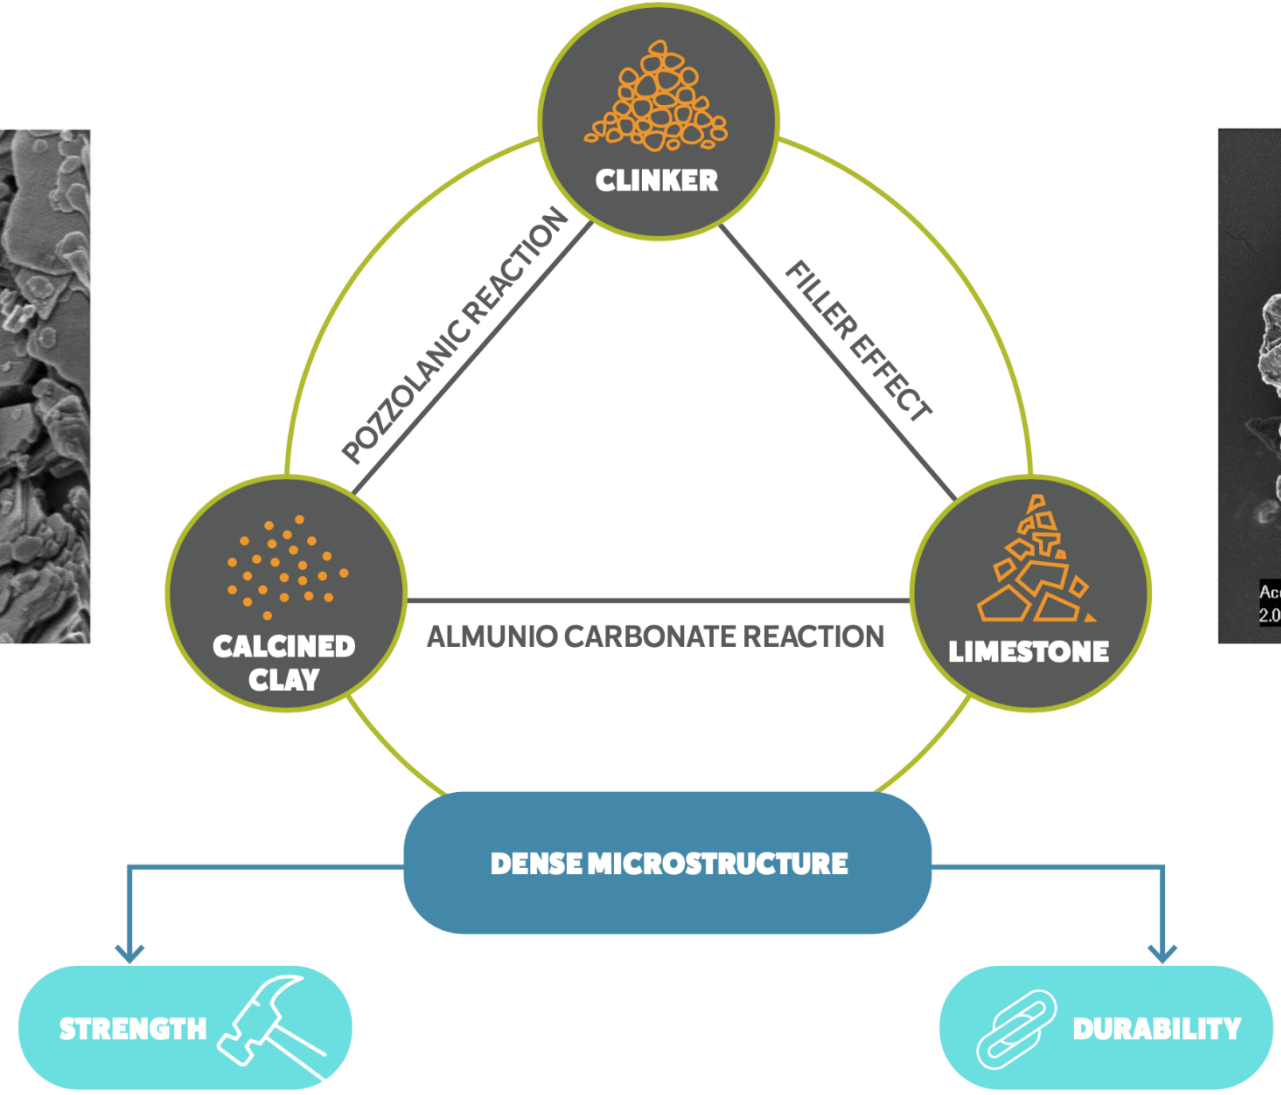 CLINKER
POZZOLANIC REACTION
FILLER EFFECT
CALCINED
CLAY
ALMUNIO CARBONATE REACTION
LIMESTONE
DENSE MICROSTRUCTURE
STRENGTH
DURABILITY